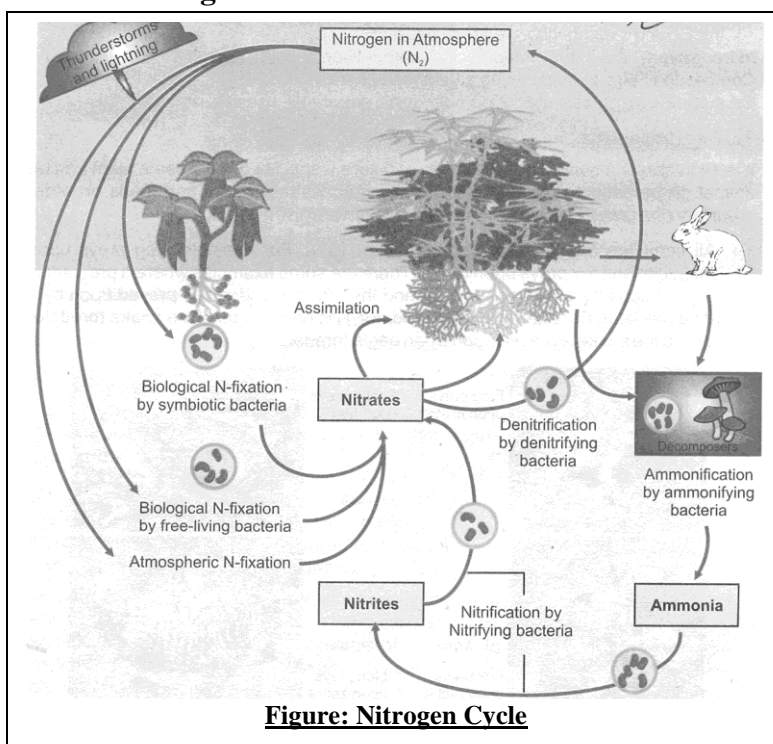 Thunderstorms
and lightning
Nitrogen in Atmosphere
(N₂)
Assimilation
Biological N-fixation
by symbiotic bacteria
Nitrates
Denitrification
by denitrifying
bacteria
Decomposers
Ammonification
by ammonifying
bacteria
Biological N-fixation
by free-living bacteria
Atmospheric N-fixation
Nitrites
Nitrification by
Nitrifying bacteria
Ammonia
Figure: Nitrogen Cycle